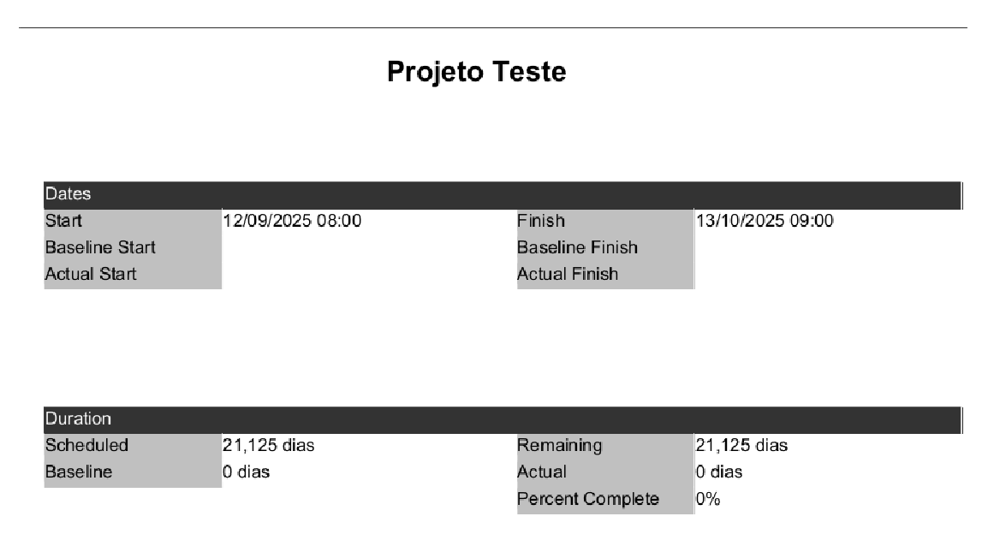 Projeto Teste
Dates
Start 12/09/2025 08:00 Finish 13/10/2025 09:00
Baseline Start Baseline Finish
Actual Start Actual Finish
Duration
Scheduled 21,125 dias Remaining 21,125 dias
Baseline 0 dias Actual 0 dias
Percent Complete 0%